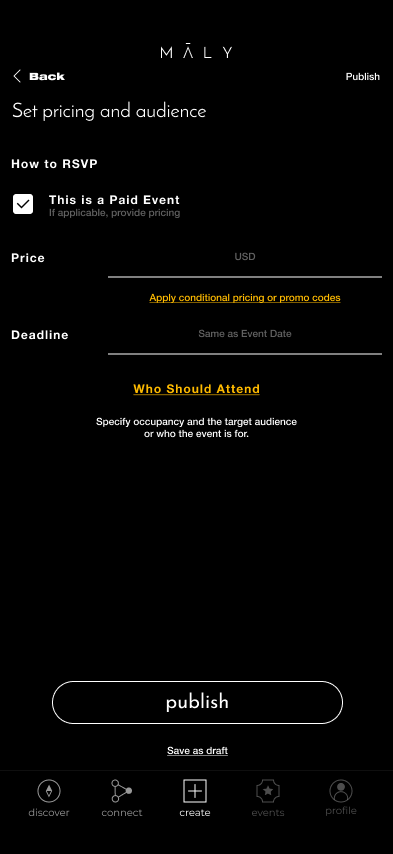 MĀLY
Back
Publish
Set pricing and audience
How to RSVP
This is a Paid Event
If applicable, provide pricing
Price
USD
Apply conditional pricing or promo codes
Deadline
Same as Event Date
Who Should Attend
Specify occupancy and the target audience
or who the event is for.
publish
Save as draft
discover
connect
create
events
profile